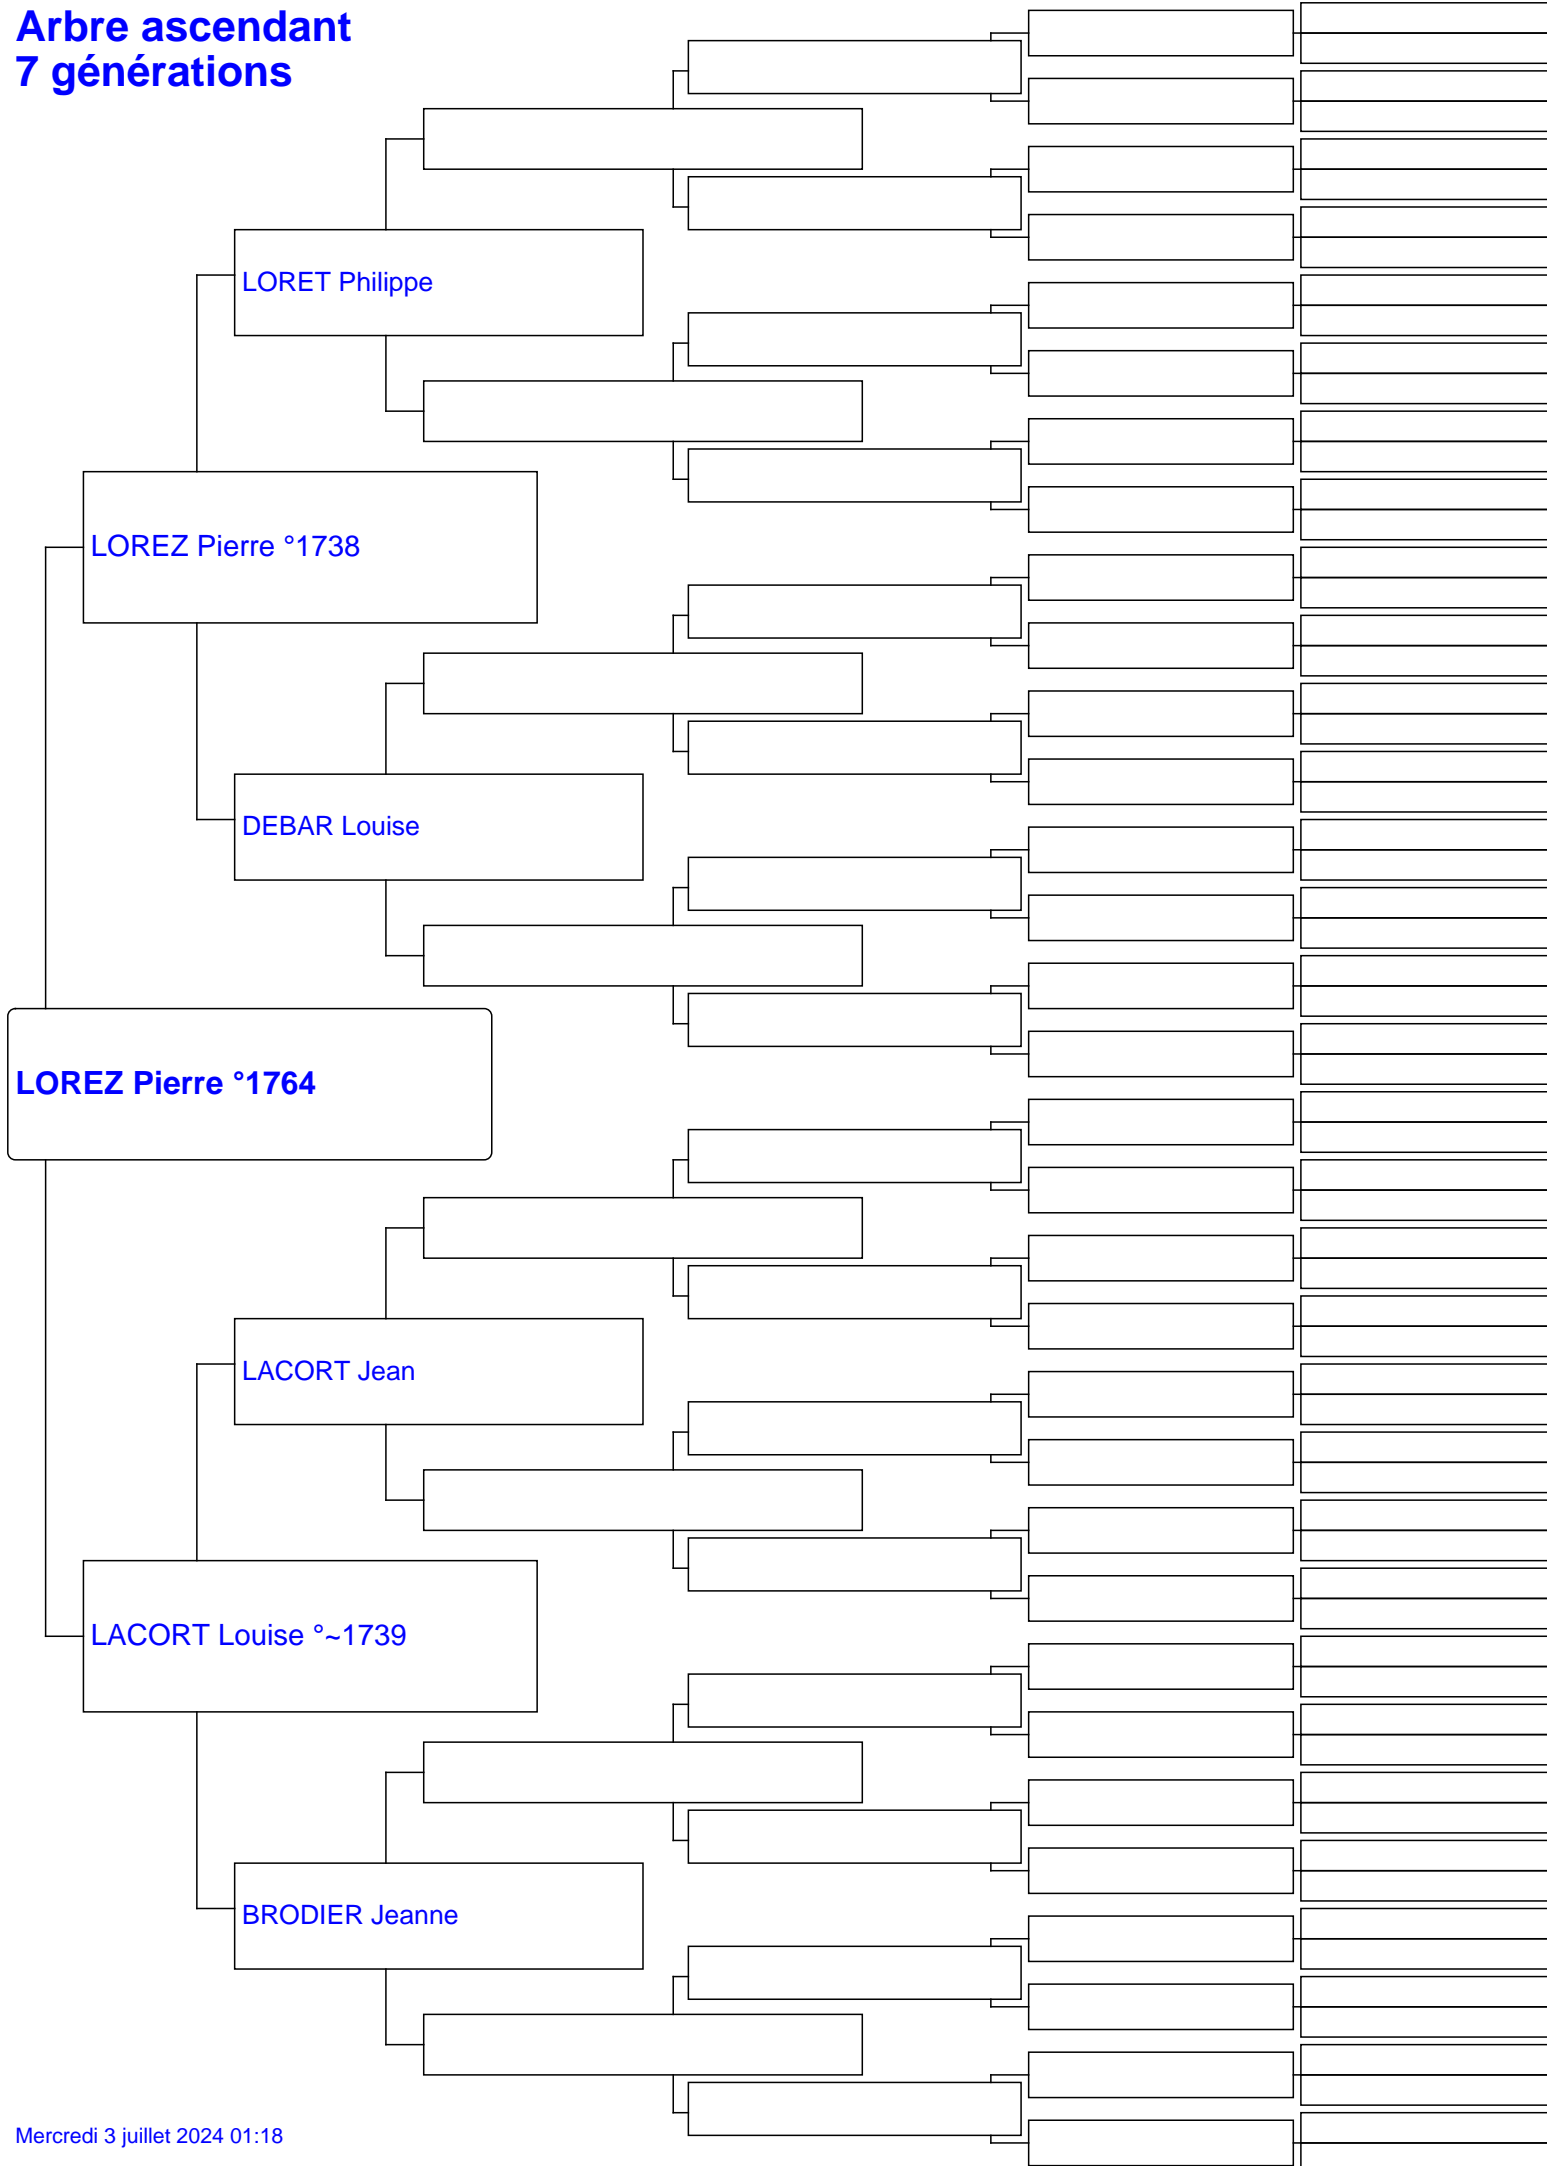 Arbre ascendant
7 générations
LORET Philippe
LOREZ Pierre °1738
DEBAR Louise
LOREZ Pierre °1764
LACORT Jean
LACORT Louise °~1739
BRODIER Jeanne
Mercredi 3 juillet 2024 01:18